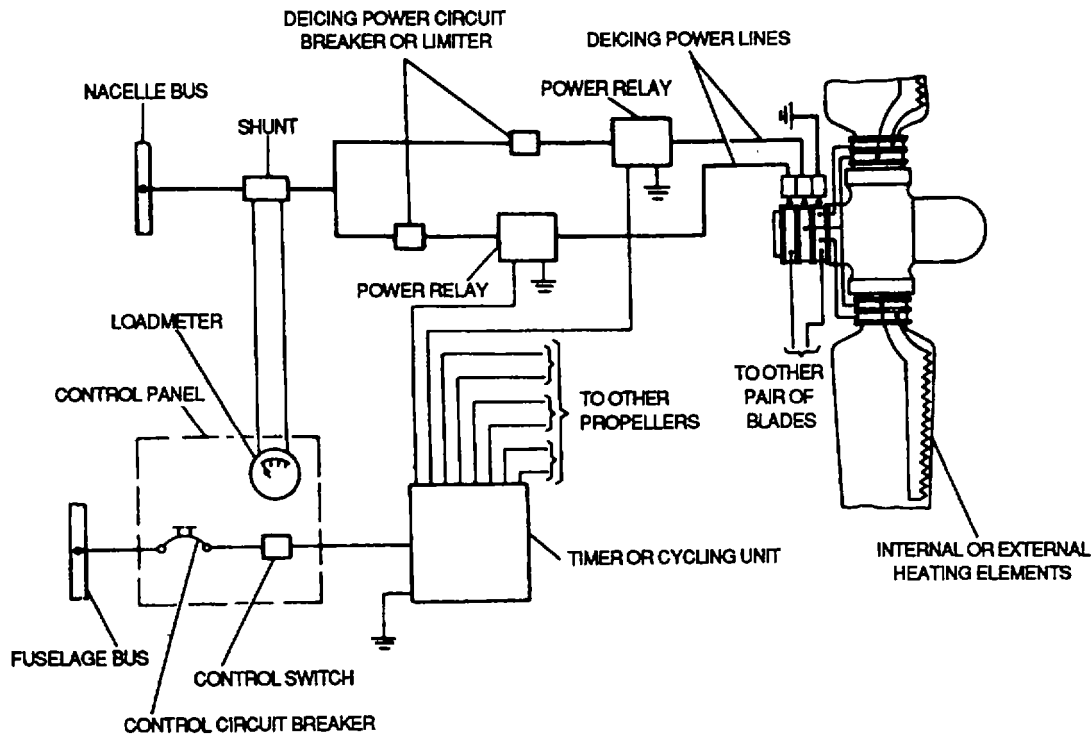 DEICING POWER CIRCUIT
BREAKER OR LIMITER
DEICING POWER LINES
NACELLE BUS
POWER RELAY
SHUNT
POWER RELAY
LOADMETER
CONTROL PANEL
TO OTHER
PROPELLERS
TO OTHER
PAIR OF
BLADES
TIMER OR CYCLING UNIT
INTERNAL OR EXTERNAL
HEATING ELEMENTS
FUSELAGE BUS
CONTROL SWITCH
CONTROL CIRCUIT BREAKER